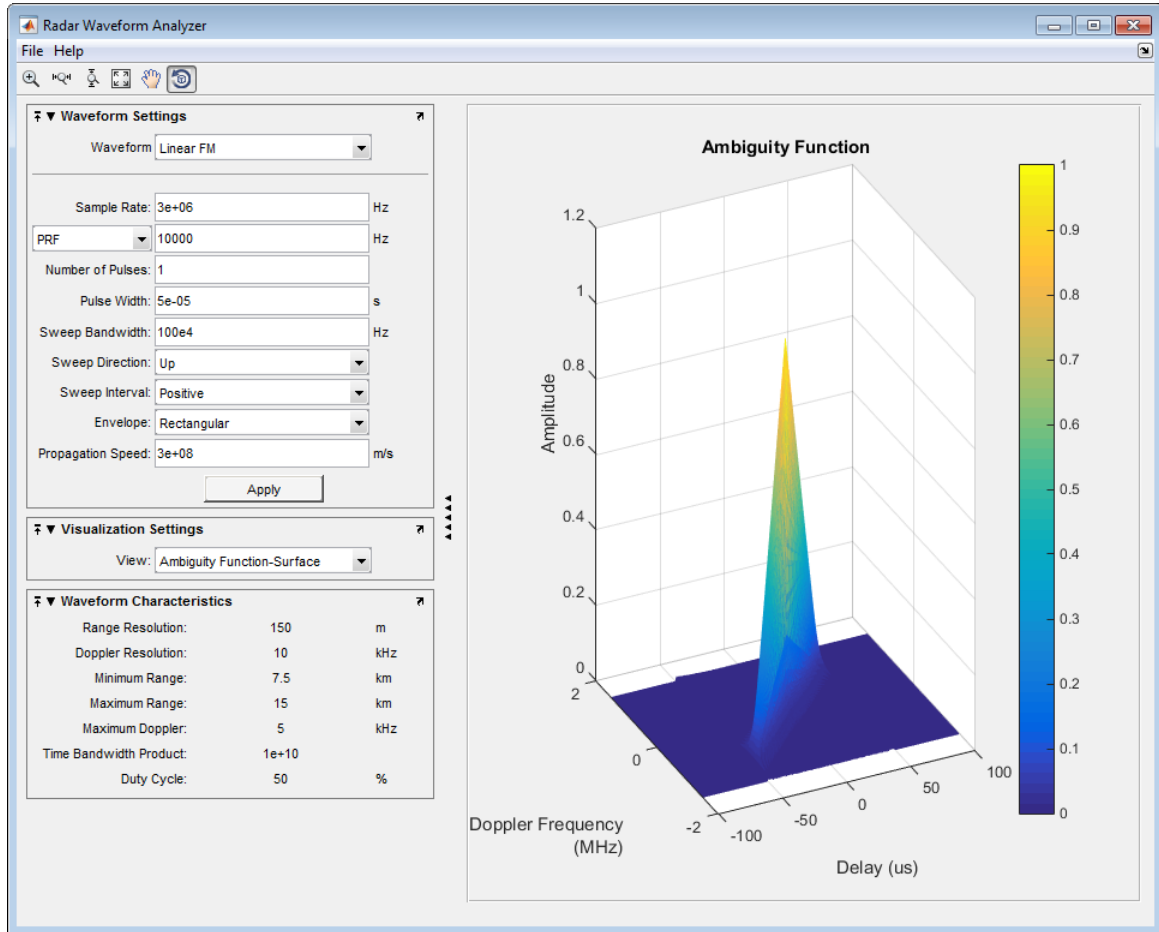 Radar Waveform Analyzer
File Help
Waveform Settings
Waveform Linear FM
Sample Rate: 3e+06 Hz
PRF 10000 Hz
Number of Pulses: 1
Pulse Width: 5e-05 s
Sweep Bandwidth: 100e4 Hz
Sweep Direction: Up
Sweep Interval: Positive
Envelope: Rectangular
Propagation Speed: 3e+08 m/s
Apply
Visualization Settings
View: Ambiguity Function-Surface
Waveform Characteristics
Range Resolution: 150 m
Doppler Resolution: 10 kHz
Minimum Range: 7.5 km
Maximum Range: 15 km
Maximum Doppler: 5 kHz
Time Bandwidth Product: 1e+10
Duty Cycle: 50 %
Ambiguity Function
1.2
1
0.8
0.6
0.4
0.2
0
Amplitude
2
0
-2
Doppler Frequency
(MHz)
-100
-50
0
50
100
Delay (us)
1
0.9
0.8
0.7
0.6
0.5
0.4
0.3
0.2
0.1
0